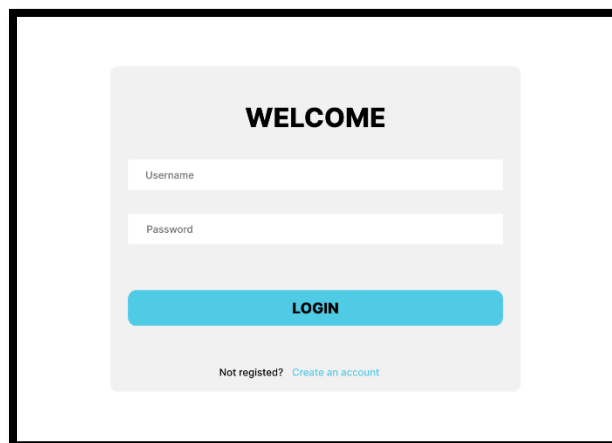 WELCOME
Username
Password
LOGIN
Not registed? Create an account